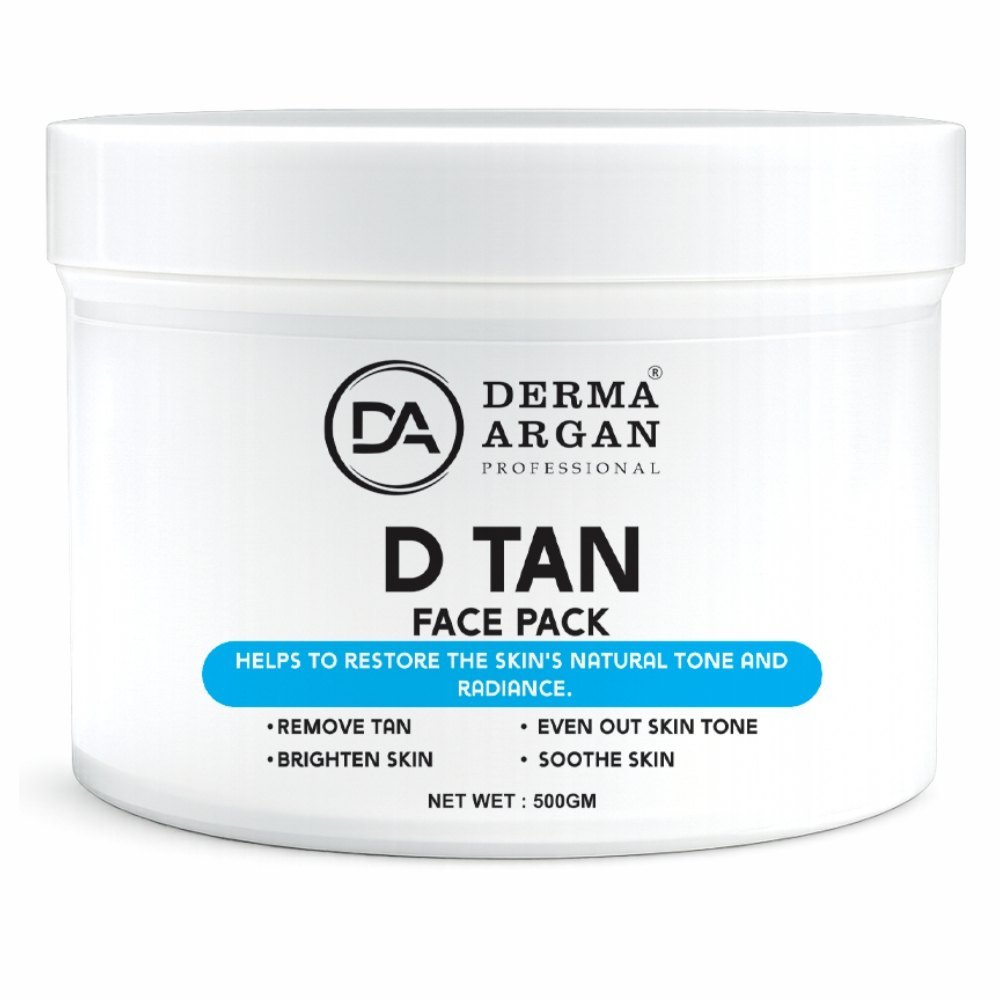 DA
DERMA®
ARGAN
PROFESSIONAL
D TAN
FACE PACK
HELPS TO RESTORE THE SKIN'S NATURAL TONE AND
RADIANCE.
•REMOVE TAN
• EVEN OUT SKIN TONE
•BRIGHTEN SKIN
• SOOTHE SKIN
NET WET : 500GM